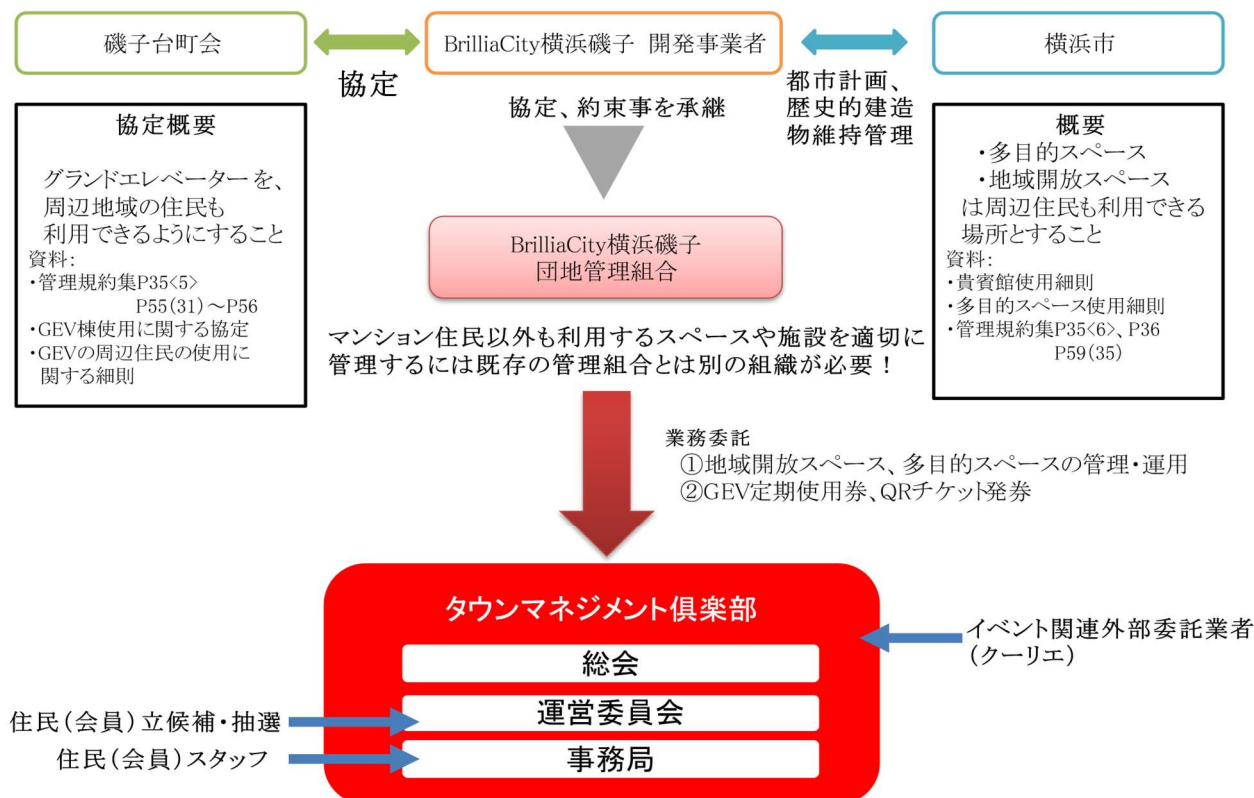 磯子台町会
BrilliaCity横浜磯子 開発事業者
横浜市
協定
協定、約束事を承継
都市計画、
歴史的建造
物維持管理
協定概要
グランドエレベーターを、
周辺地域の住民も
利用できるようにすること
資料:
・管理規約集P35<5>
P55(31)～P56
・GEV棟使用に関する協定
・GEVの周辺住民の使用に
関する細則
概要
・多目的スペース
・地域開放スペース
は周辺住民も利用できる
場所とすること
資料:
・貴賓館使用細則
・多目的スペース使用細則
・管理規約集P35<6>、P36
P59(35)
BrilliaCity横浜磯子
団地管理組合
マンション住民以外も利用するスペースや施設を適切に
管理するには既存の管理組合とは別の組織が必要！
業務委託
①地域開放スペース、多目的スペースの管理・運用
②GEV定期使用券、QRチケット発券
タウンマネジメント倶楽部
総会
運営委員会
事務局
イベント関連外部委託業者
(クーリエ)
住民(会員)立候補・抽選
住民(会員)スタッフ